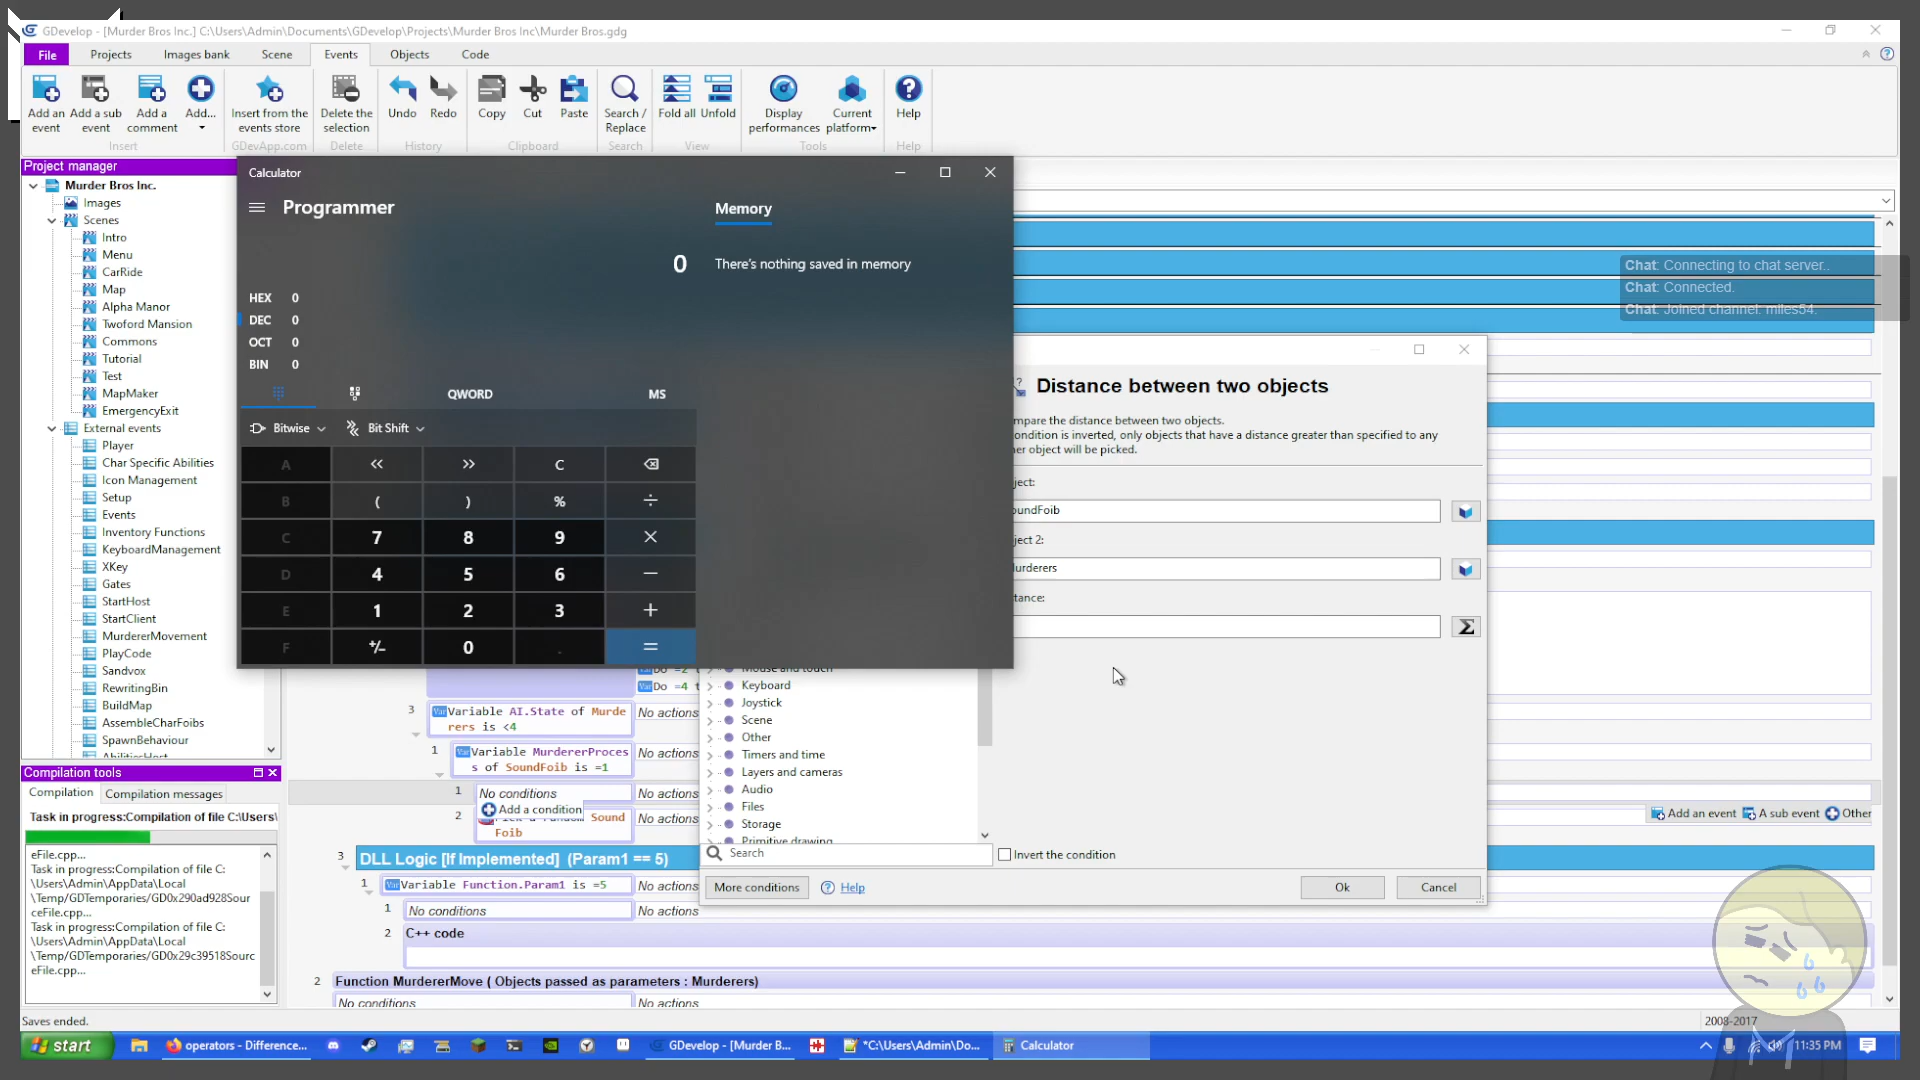 GDevelop - [Murder Bros Inc.] C:\Users\Admin\Documents\GDevelop\Projects\Murder Bros Inc\Murder Bros.gdg
File Projects Images bank Scene Events Objects Code
Add an event
Add a sub event
Add a comment
Add...
Insert from the events store
Delete the selection
Undo Redo
Copy Cut Paste
Search / Replace
Fold all Unfold
Display performances
Current platform
Help
Insert GDevApp.com Delete History Clipboard Search View Tools Help
Project manager
Murder Bros Inc.
Images
Scenes
Intro
Menu
CarRide
Map
Alpha Manor
Twoford Mansion
Commons
Tutorial
Test
MapMaker
EmergencyExit
External events
Player
Char Specific Abilities
Icon Management
Setup
Events
Inventory Functions
KeyboardManagement
XKey
Gates
StartHost
StartClient
MurdererMovement
PlayCode
Sandvox
RewritingBin
BuildMap
AssembleCharFoibs
SpawnBehaviour
Calculator
Programmer
Memory
0
There's nothing saved in memory
HEX 0
DEC 0
OCT 0
BIN 0
QWORD MS
Bitwise Bit Shift
A << >> C
B ( ) % ÷
C 7 8 9 ×
D 4 5 6 −
E 1 2 3 +
F +/- 0 . =
Chat: Connecting to chat server..
Chat: Connected.
Chat: Joined channel: miles54.
Distance between two objects
mpare the distance between two objects.
ondition is inverted, only objects that have a distance greater than specified to any
er object will be picked.
ject:
oundFoib
ject 2:
urderers
tance:
Mouse and touch
Keyboard
Joystick
Scene
Other
Timers and time
Layers and cameras
Audio
Files
Storage
Primitive drawing
Search
Invert the condition
More conditions Help Ok Cancel
Do =2 t
Do =4 t
3 Variable AI.State of Murde
rers is <4
No actions
1 Variable MurdererProces
s of SoundFoib is =1
No actions
1 No conditions No actions
Add a condition
2 Pick a random Sound
Foib
No actions
Add an event A sub event Other
3 DLL Logic [If Implemented] (Param1 == 5)
1 Variable Function.Param1 is =5 No actions
1 No conditions No actions
2 C++ code
2 Function MurdererMove ( Objects passed as parameters : Murderers)
No conditions No actions
Compilation tools
Compilation Compilation messages
Task in progress:Compilation of file C:\Users\
eFile.cpp...
Task in progress:Compilation of file C:
\Users\Admin\AppData\Local
\Temp/GDTemporaries/GD0x290ad928Sour
ceFile.cpp...
Task in progress:Compilation of file C:
\Users\Admin\AppData\Local
\Temp/GDTemporaries/GD0x29c39518Sourc
eFile.cpp...
Saves ended.
2008-2017
start operators - Difference... GDevelop - [Murder B... *C:\Users\Admin\Do... Calculator 11:35 PM